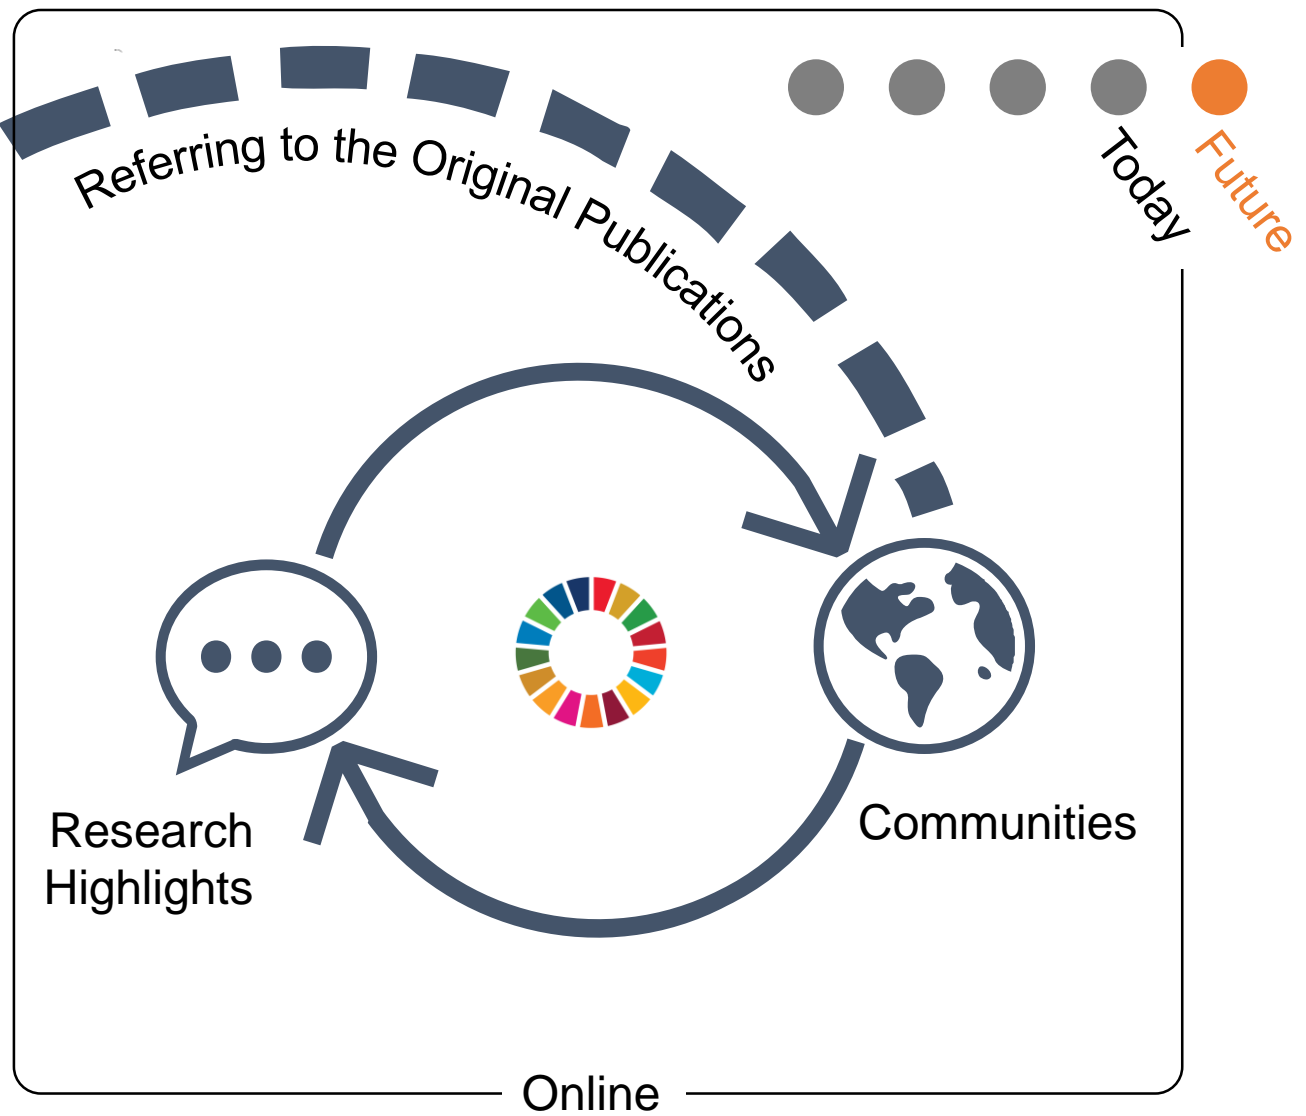 Referring to the Original Publications
Today
Future
Research
Highlights
Communities
Online